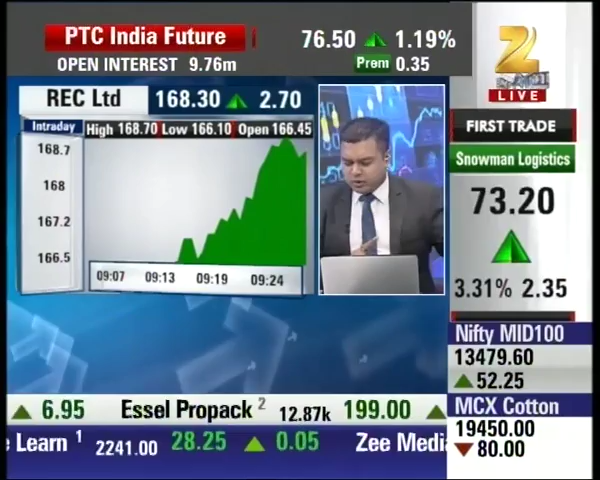 PTC India Future
76.50 1.19%
OPEN INTEREST 9.76m
Prem 0.35
LIVE
REC Ltd 168.30 2.70
Intraday High 168.70 Low 166.10 Open 166.45
168.7
168
167.2
166.5
09:07 09:13 09:19 09:24
FIRST TRADE
Snowman Logistics
73.20
3.31% 2.35
Nifty MID100
13479.60
52.25
MCX Cotton
19450.00
80.00
6.95 Essel Propack 2 12.87k 199.00
Learn 1 2241.00 28.25 0.05 Zee Media